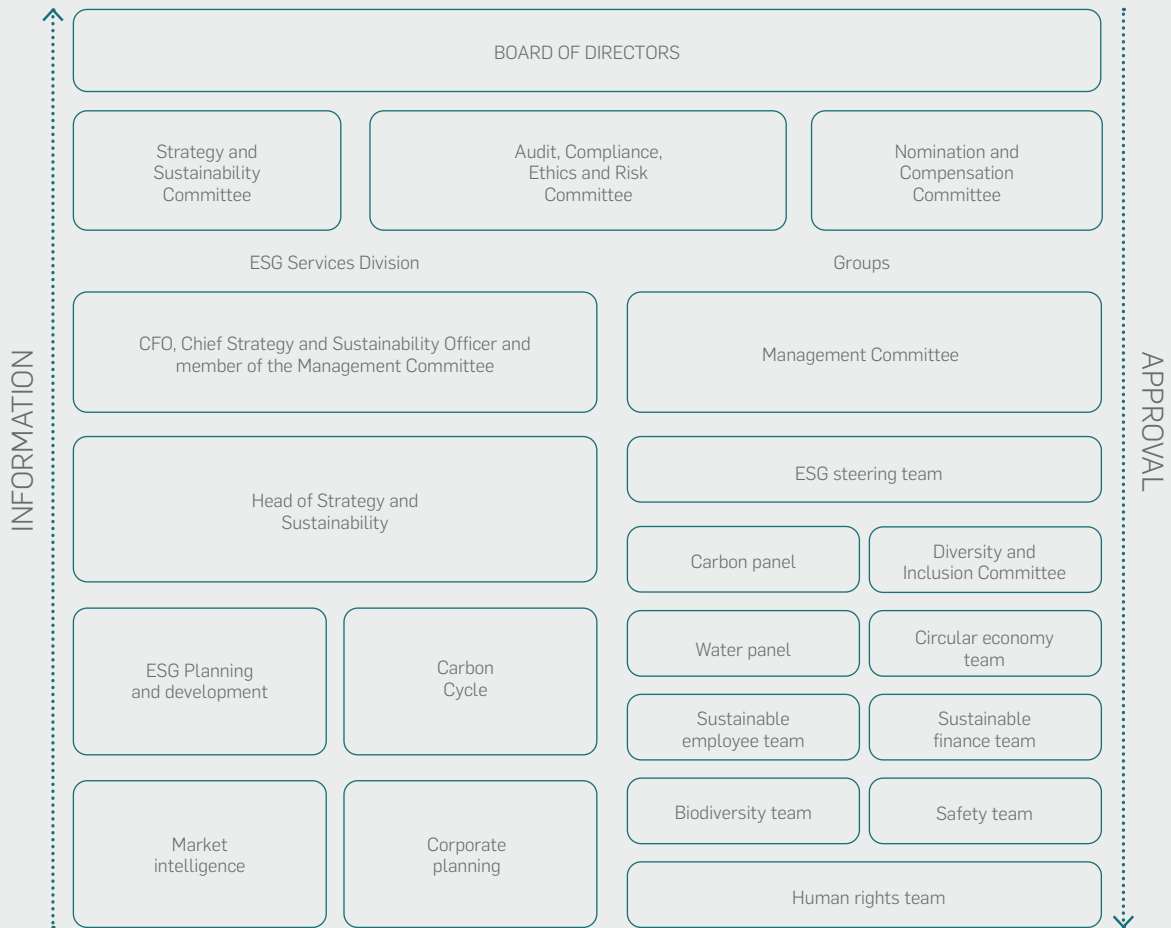 BOARD OF DIRECTORS
Strategy and
Sustainability
Committee
Audit, Compliance,
Ethics and Risk
Committee
Nomination and
Compensation
Committee
ESG Services Division
Groups
CFO, Chief Strategy and Sustainability Officer and
member of the Management Committee
Management Committee
INFORMATION
APPROVAL
Head of Strategy and
Sustainability
ESG steering team
Carbon panel
Diversity and
Inclusion Committee
ESG Planning
and development
Carbon
Cycle
Water panel
Circular economy
team
Sustainable
employee team
Sustainable
finance team
Market
intelligence
Corporate
planning
Biodiversity team
Safety team
Human rights team